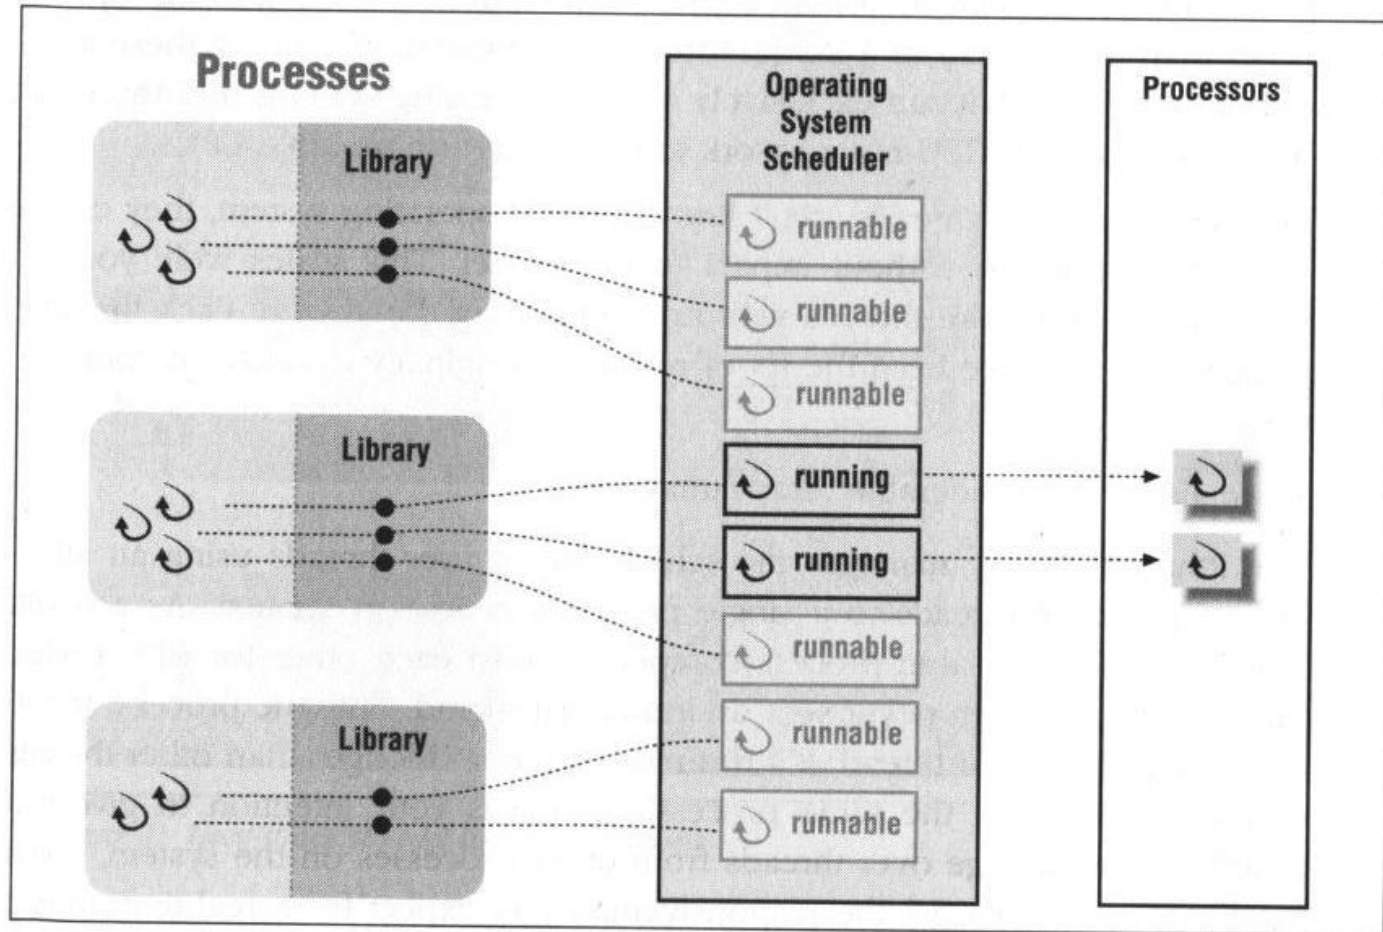 Processes
Library
Library
Library
Operating
System
Scheduler
runnable
runnable
runnable
running
running
runnable
runnable
runnable
Processors